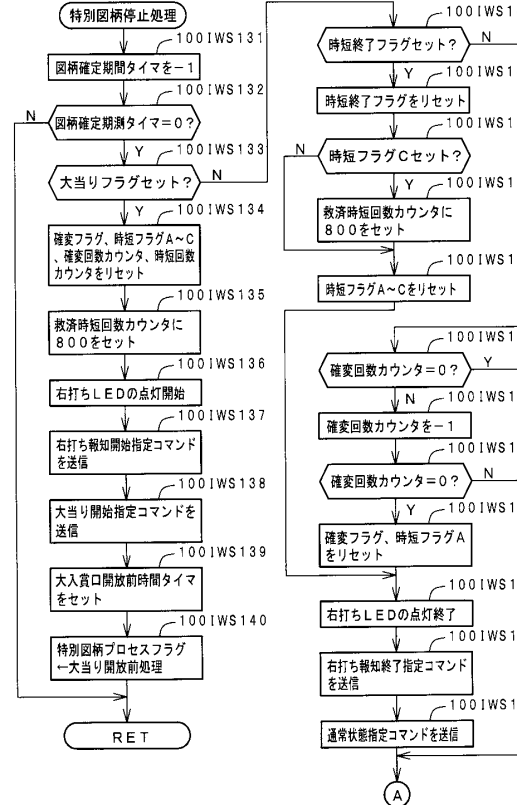 特別図柄停止処理
100IWS131
図柄確定期間タイマを－1
100IWS132
図柄確定期測タイマ＝0？
N
Y
100IWS133
大当りフラグセット？
N
Y
100IWS134
確変フラグ、時短フラグA～C
、確変回数カウンタ、時短回数
カウンタをリセット
100IWS135
救済時短回数カウンタに
800をセット
100IWS136
右打ちLEDの点灯開始
100IWS137
右打ち報知開始指定コマンド
を送信
100IWS138
大当り開始指定コマンドを
送信
100IWS139
大入賞口開放前時間タイマ
をセット
100IWS140
特別図柄プロセスフラグ
←大当り開放前処理
RET
100IWS1
時短終了フラグセット？
N
Y
100IWS1
時短終了フラグをリセット
100IWS1
時短フラグCセット？
N
Y
100IWS1
救済時短回数カウンタに
800をセット
100IWS1
時短フラグA～Cをリセット
100IWS1
確変回数カウンタ＝0？
Y
N
100IWS1
確変回数カウンタを－1
100IWS1
確変回数カウンタ＝0？
N
Y
100IWS1
確変フラグ、時短フラグA
をリセット
100IWS1
右打ちLEDの点灯終了
100IWS1
右打ち報知終了指定コマンド
を送信
100IWS1
通常状態指定コマンドを送信
A